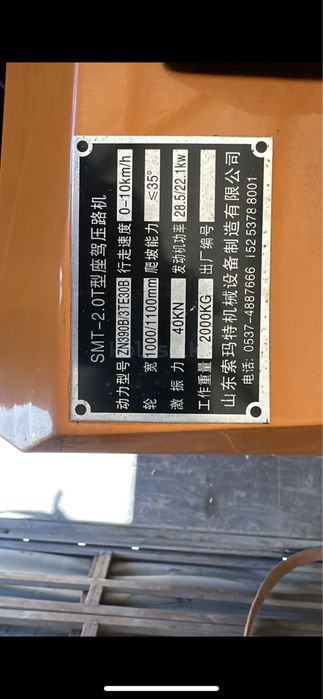 SMT-2.0T型座驾压路机
动力型号 ZN390B/3TE30B 行走速度 0-10km/h
轮 宽 1000/1100mm 爬坡能力 ≤35°
激 振 力 40KN 发动机功率 28.5/22.1kw
工作重量 2000KG 出厂编号
山东索玛特机械设备制造有限公司
电话: 0537-4887666 152 5378 8001